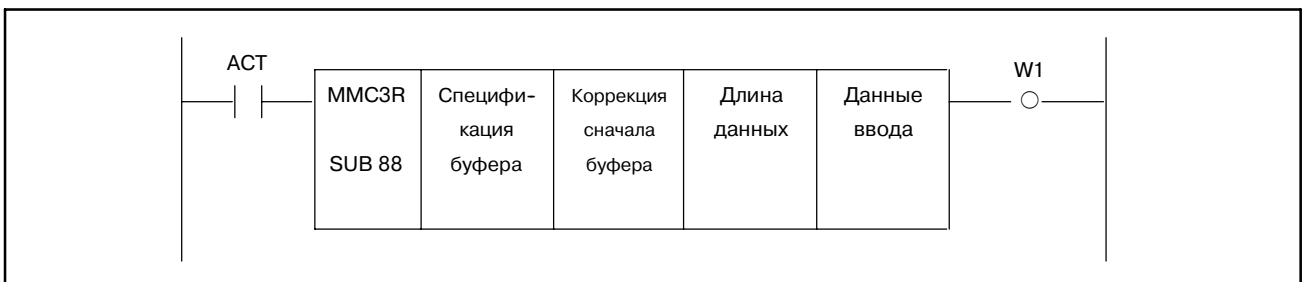 ACT
W1
MMC3R
SUB 88
Специфи-
кация
буфера
Коррекция
сначала
буфера
Длина
данных
Данные
ввода